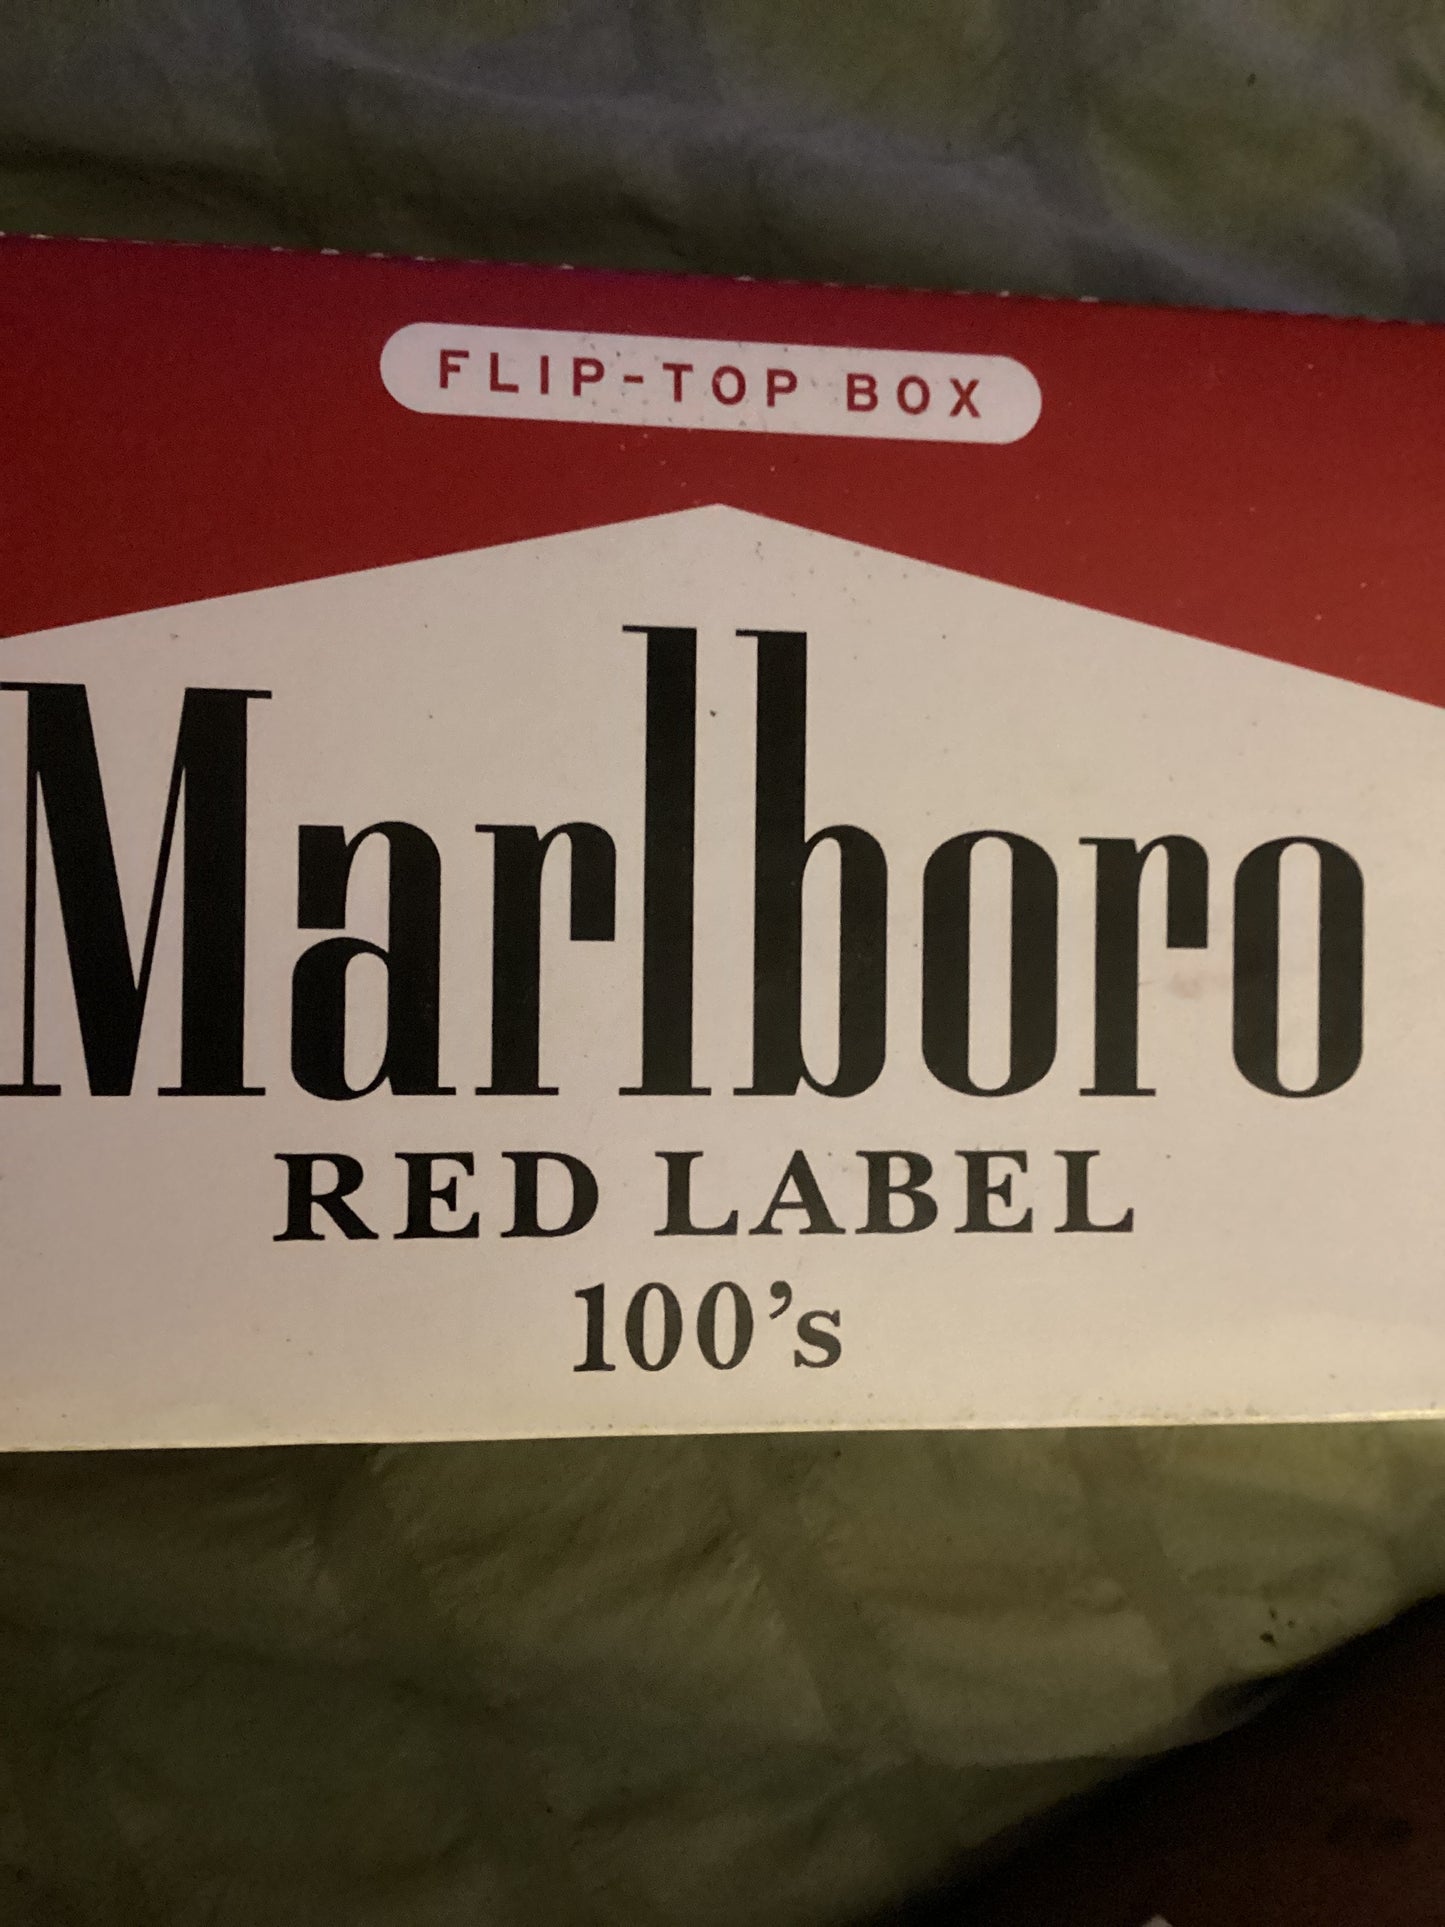 FLIP-TOP BOX
Marlboro
RED LABEL
100's